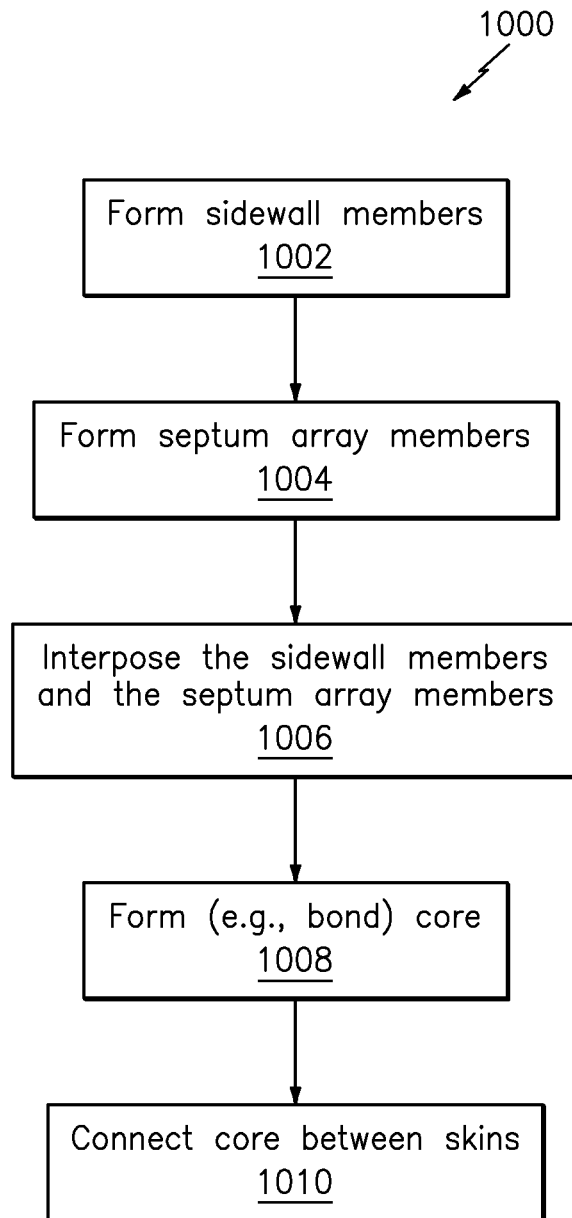 1000
Form sidewall members
1002
Form septum array members
1004
Interpose the sidewall members
and the septum array members
1006
Form (e.g., bond) core
1008
Connect core between skins
1010